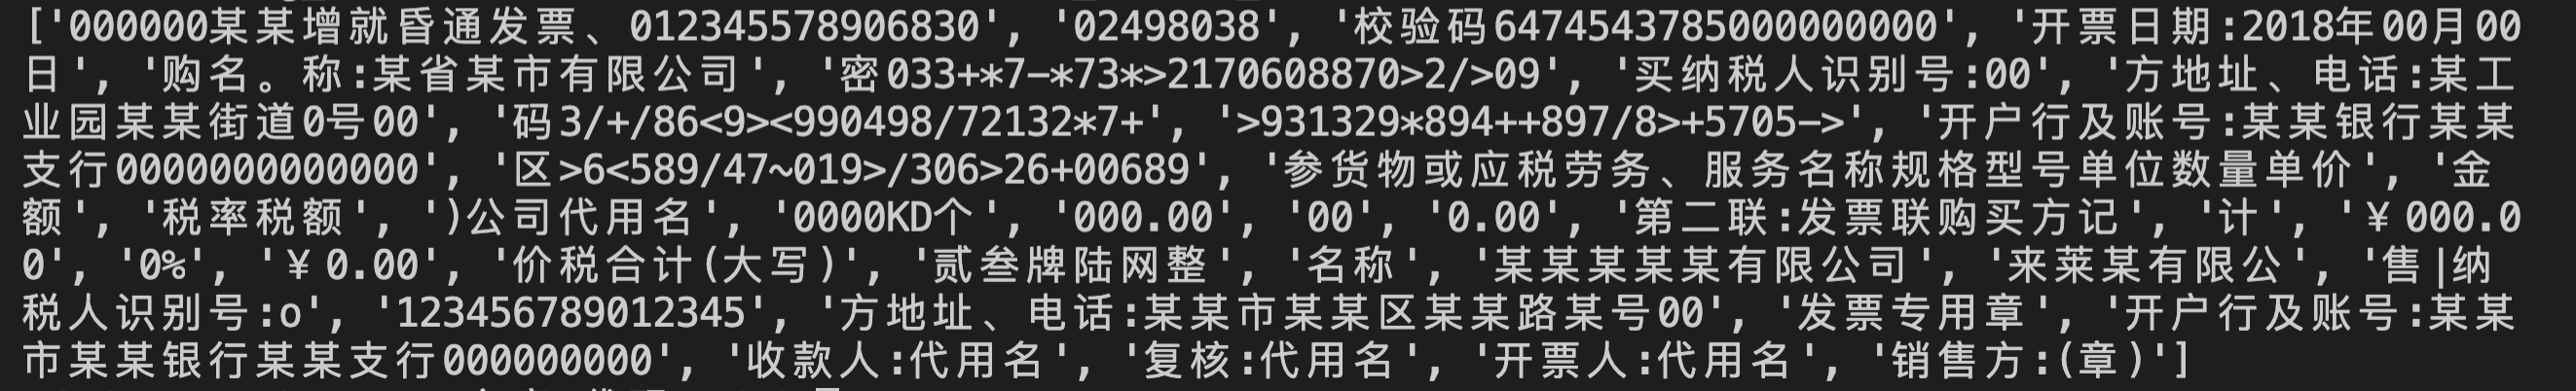 ['000000某某增就昏通发票、012345578906830', '02498038', '校验码64745437850000000000', '开票日期:2018年00月00
日', '购名。称:某省某市有限公司', '密033+*7-*73*>2170608870>2/>09', '买纳税人识别号:00', '方地址、电话:某工
业园某某街道0号00', '码3/+/86<9><990498/72132*7+', '>931329*894++897/8>+5705->', '开户行及账号:某某银行某某
支行0000000000000', '区>6<589/47~019>/306>26+00689', '参货物或应税劳务、服务名称规格型号单位数量单价', '金
额', '税率税额', ')公司代用名', '0000KD个', '000.00', '00', '0.00', '第二联:发票联购买方记', '计', '￥000.0
0', '0%', '￥0.00', '价税合计(大写)', '贰叁牌陆网整', '名称', '某某某某某有限公司', '来莱某有限公', '售|纳
税人识别号:o', '123456789012345', '方地址、电话:某某市某某区某某路某号00', '发票专用章', '开户行及账号:某某
市某某银行某某支行000000000', '收款人:代用名', '复核:代用名', '开票人:代用名', '销售方:(章)']